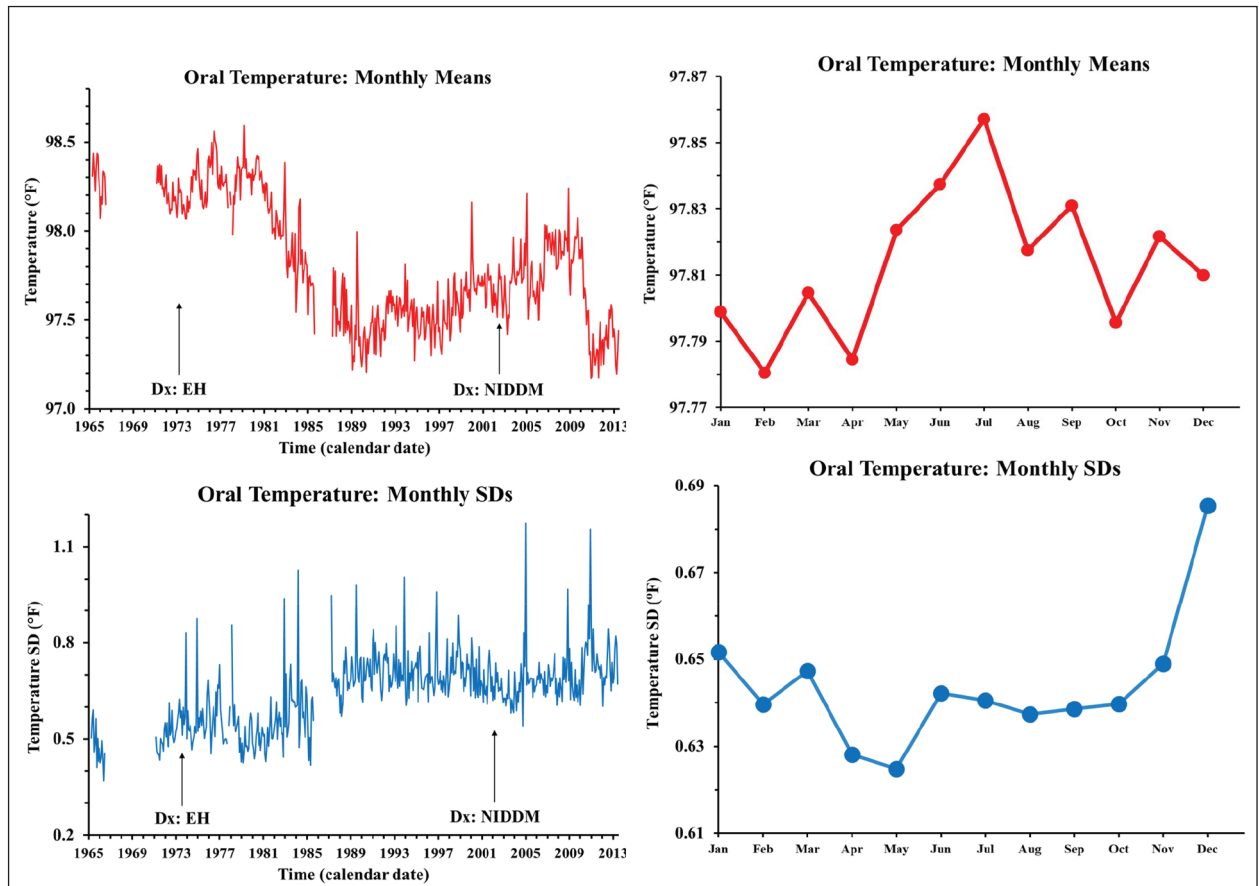 Oral Temperature: Monthly Means
Temperature (°F)
98.5
98.0
97.5
97.0
Dx: EH
Dx: NIDDM
1965 1969 1973 1977 1981 1985 1989 1993 1997 2001 2005 2009 2013
Time (calendar date)
Oral Temperature: Monthly Means
Temperature (°F)
97.87
97.85
97.83
97.81
97.79
97.77
Jan Feb Mar Apr May Jun Jul Aug Sep Oct Nov Dec
Oral Temperature: Monthly SDs
Temperature SD (°F)
1.1
0.8
0.5
0.2
Dx: EH
Dx: NIDDM
1965 1969 1973 1977 1981 1985 1989 1993 1997 2001 2005 2009 2013
Time (calendar date)
Oral Temperature: Monthly SDs
Temperature SD (°F)
0.69
0.67
0.65
0.63
0.61
Jan Feb Mar Apr May Jun Jul Aug Sep Oct Nov Dec